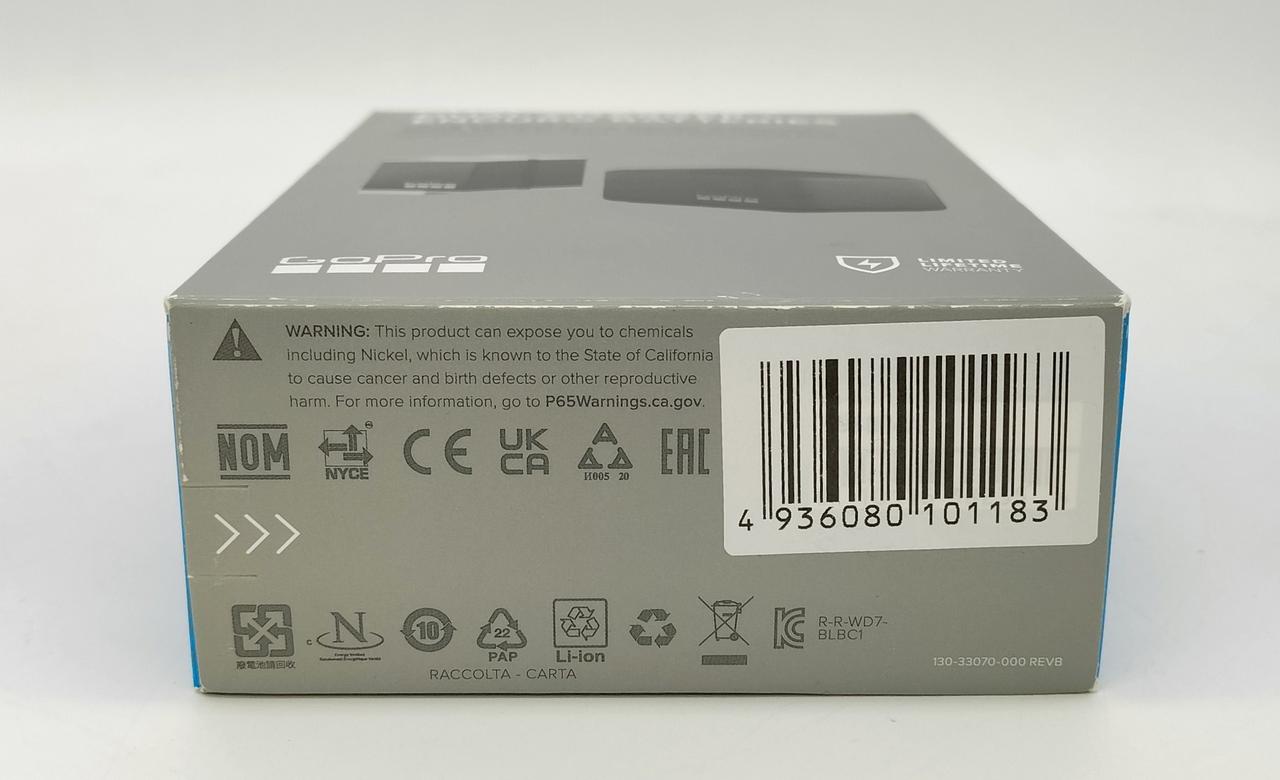 GoPro
LIMITED
LIFETIME
WARRANTY
WARNING: This product can expose you to chemicals
including Nickel, which is known to the State of California
to cause cancer and birth defects or other reproductive
harm. For more information, go to P65Warnings.ca.gov.
NOM
NYCE
CE
UK
CA
A
И005 20
EAC
4 936080 101183
廢電池請回收
C
N
Energy Verified
10
22
PAP
Li-ion
R-R-WD7-
BLBC1
RACCOLTA - CARTA
130-33070-000 REVB